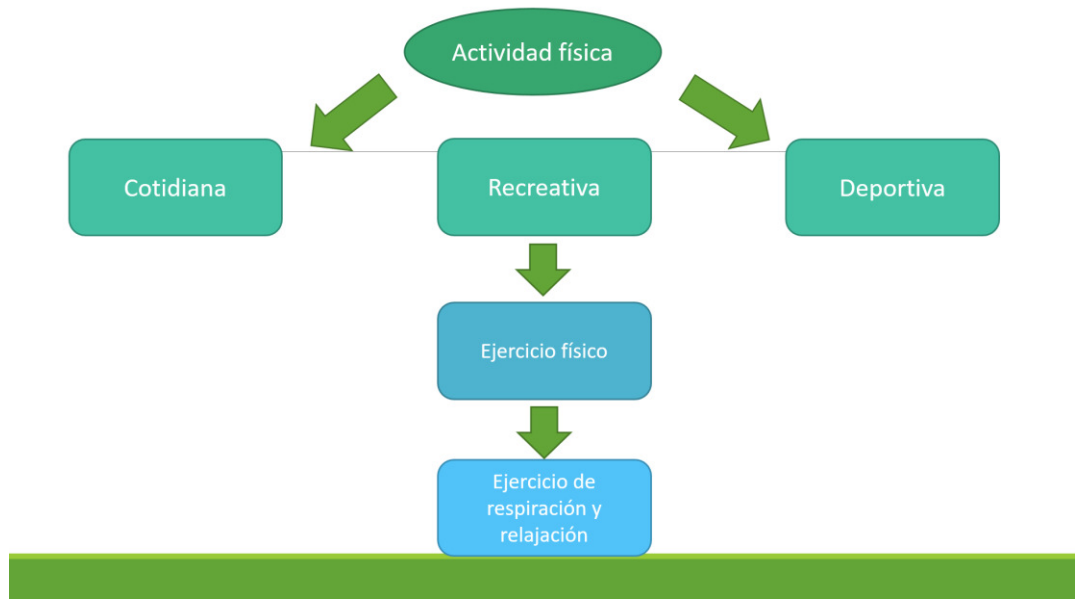 Actividad física
Cotidiana
Recreativa
Deportiva
Ejercicio físico
Ejercicio de
respiración y
relajación